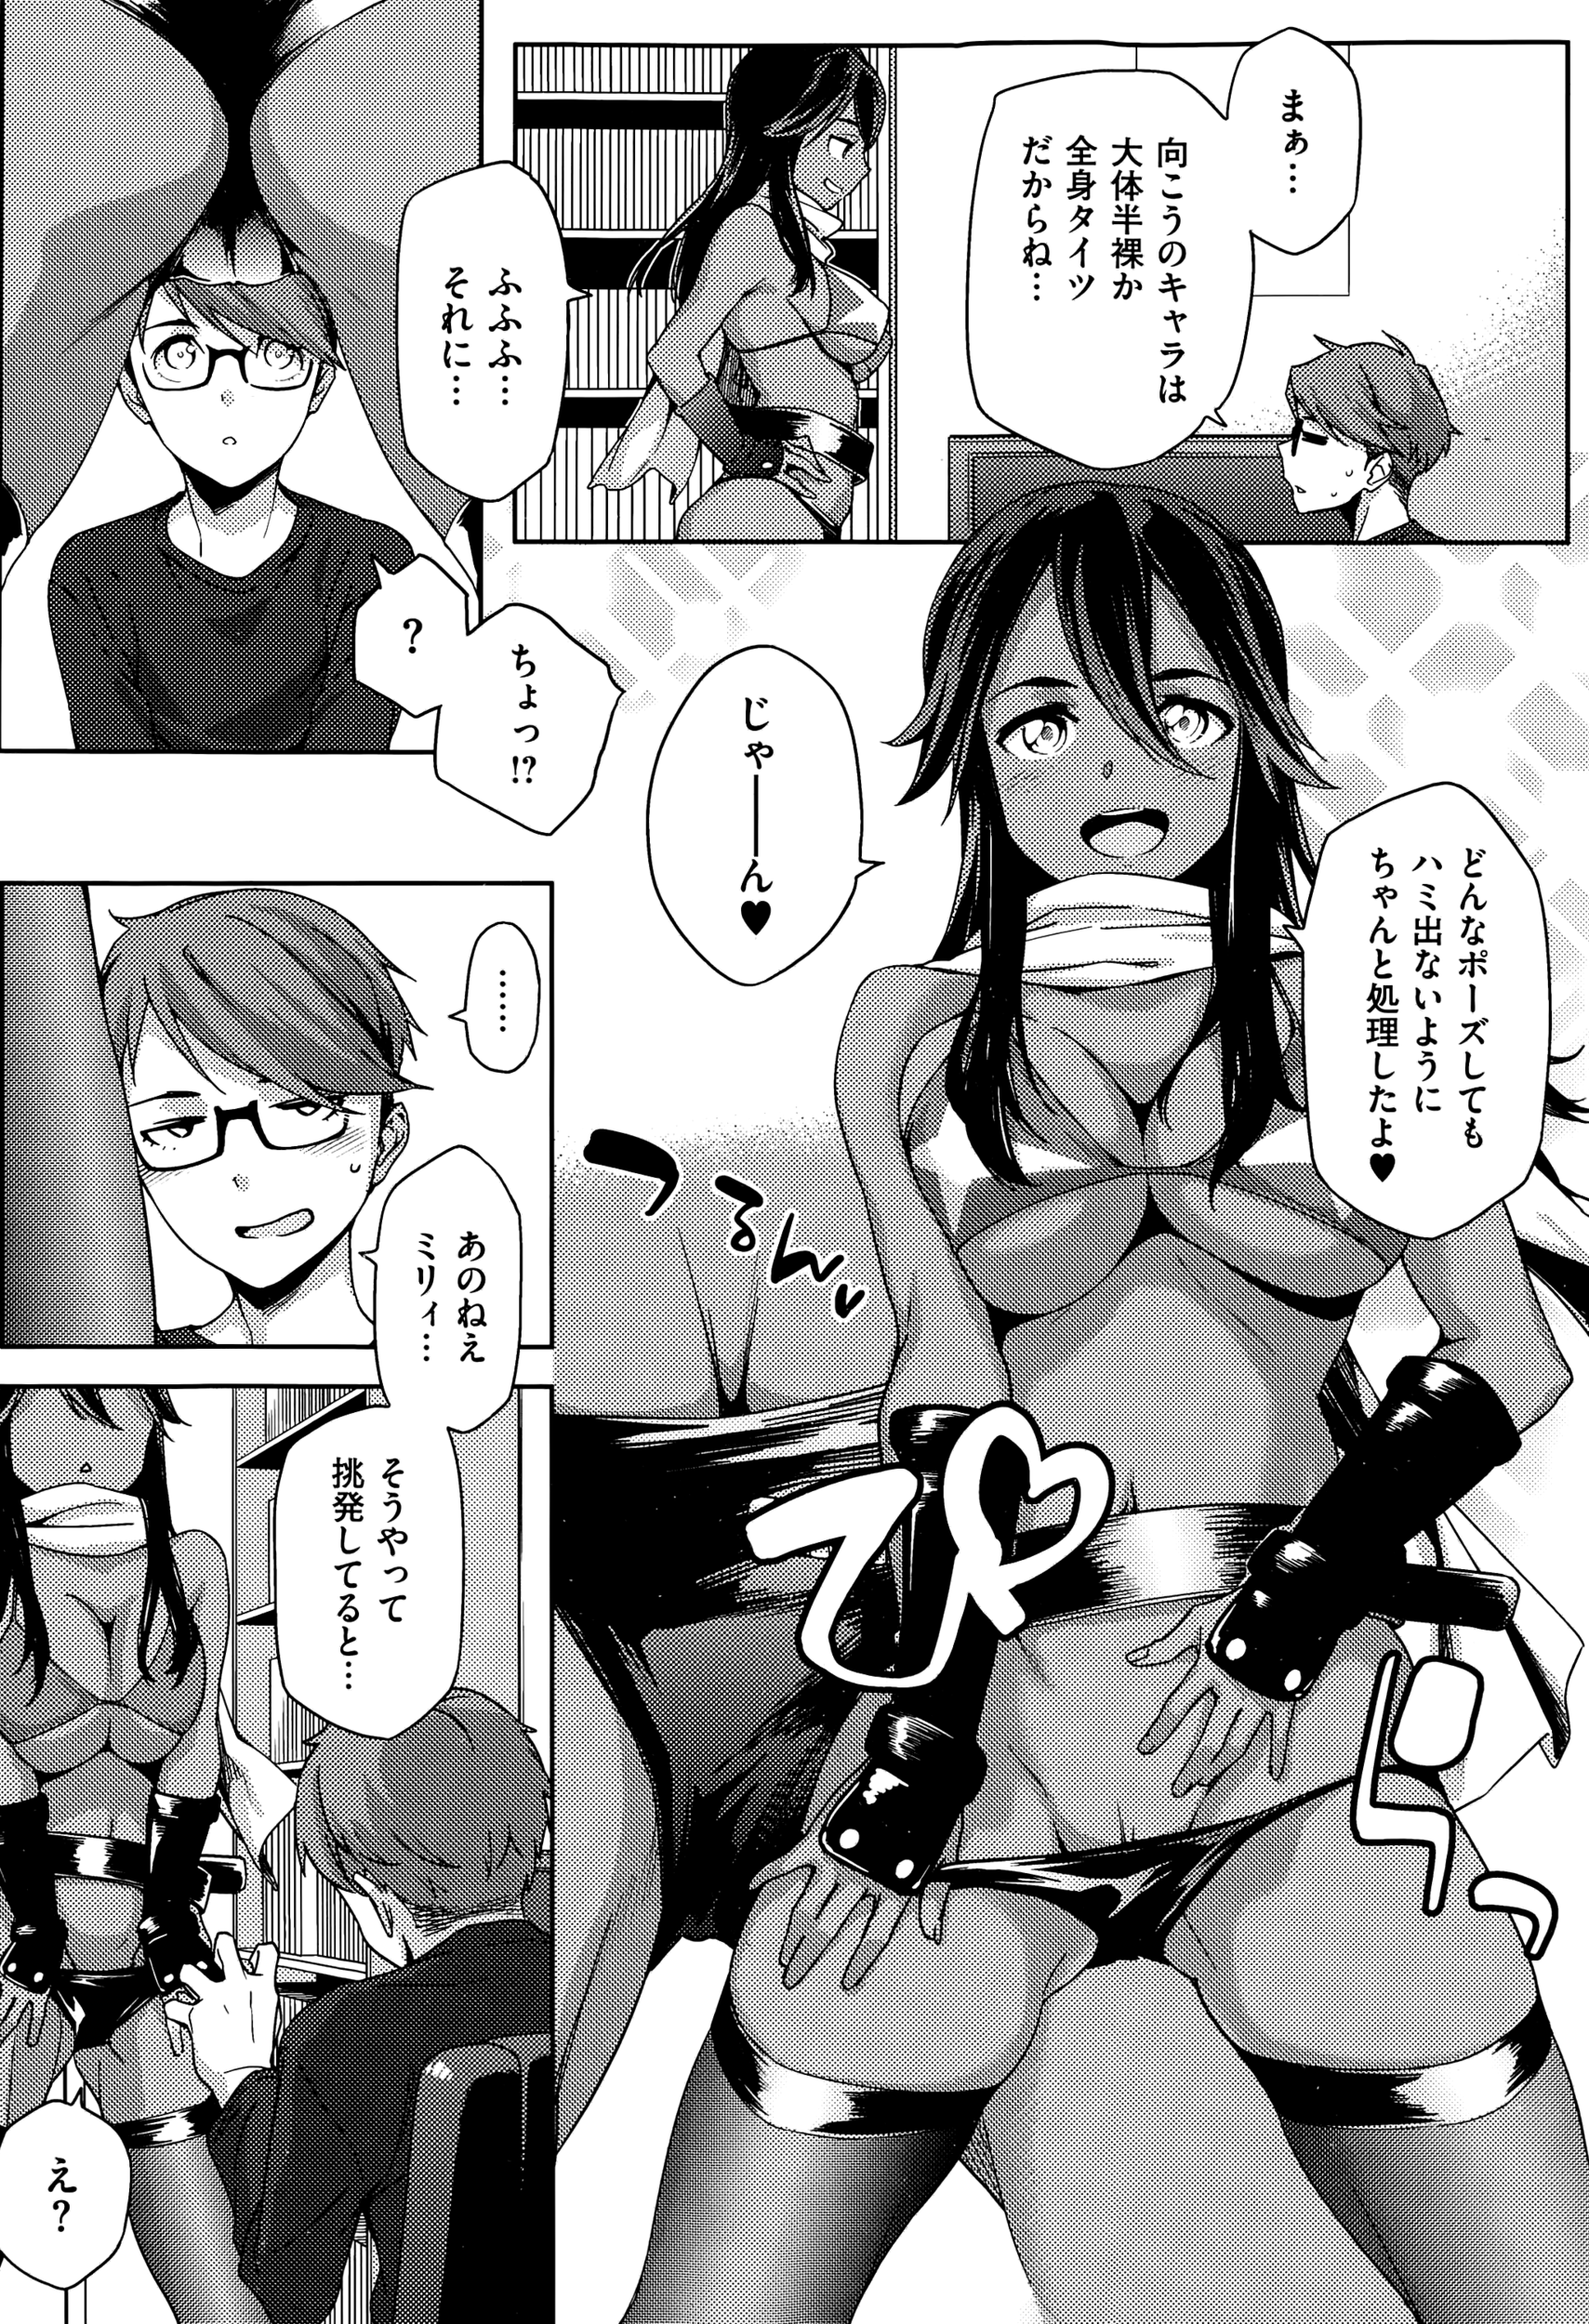 まぁ…
向こうのキャラは
大体半裸か
全身タイツ
だからね…
ふふふ…
それに…
？
ちょっ!?
どんなポーズしても
ハミ出ないように
ちゃんと処理したよ♥
じゃーーん♥
つるん
ぴらっ
……
あのねえ
ミリィ…
そうやって
挑発してると…
え？